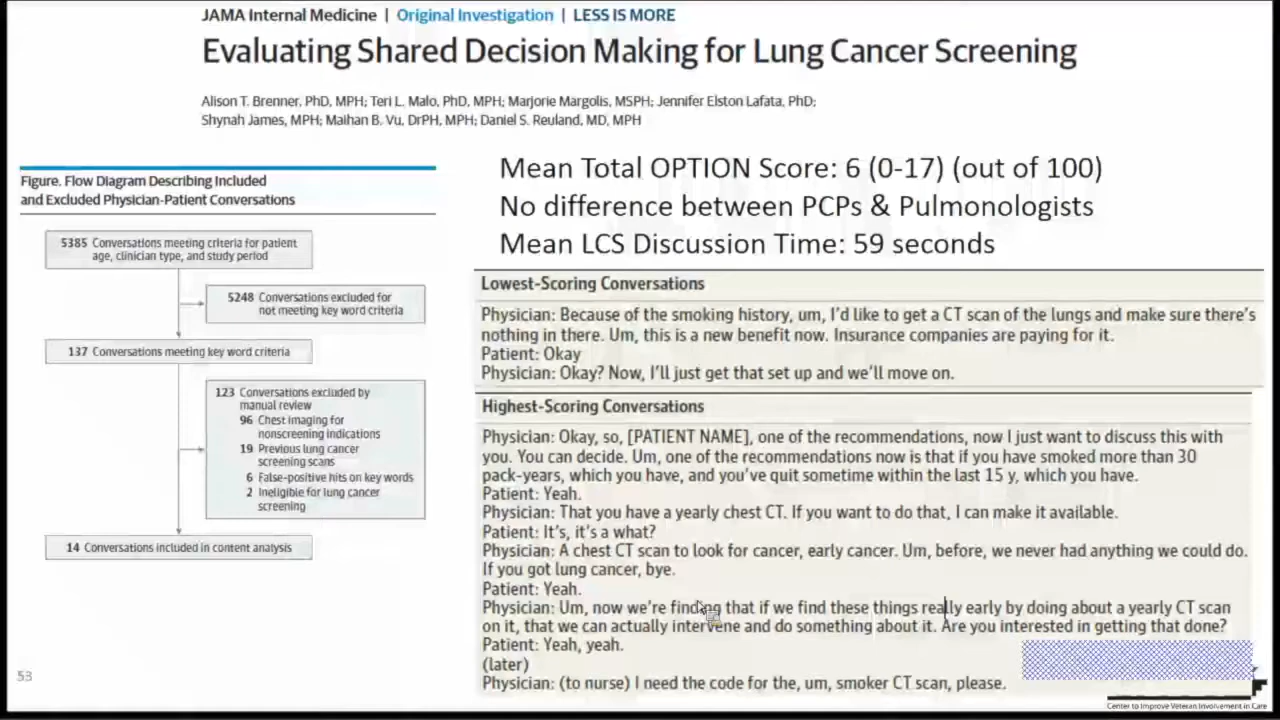 JAMA Internal Medicine | Original Investigation | LESS IS MORE
Evaluating Shared Decision Making for Lung Cancer Screening
Alison T. Brenner, PhD, MPH; Teri L. Malo, PhD, MPH; Marjorie Margolis, MSPH; Jennifer Elston Lafata, PhD;
Shynah James, MPH; Maihan B. Vu, DrPH, MPH; Daniel S. Reuland, MD, MPH
Figure. Flow Diagram Describing Included
and Excluded Physician-Patient Conversations
5385 Conversations meeting criteria for patient
age, clinician type, and study period
5248 Conversations excluded for
not meeting key word criteria
137 Conversations meeting key word criteria
123 Conversations excluded by
manual review
96 Chest imaging for
nonscreening indications
19 Previous lung cancer
screening scans
6 False-positive hits on key words
2 Ineligible for lung cancer
screening
14 Conversations included in content analysis
Mean Total OPTION Score: 6 (0-17) (out of 100)
No difference between PCPs & Pulmonologists
Mean LCS Discussion Time: 59 seconds
Lowest-Scoring Conversations
Physician: Because of the smoking history, um, I'd like to get a CT scan of the lungs and make sure there's
nothing in there. Um, this is a new benefit now. Insurance companies are paying for it.
Patient: Okay
Physician: Okay? Now, I'll just get that set up and we'll move on.
Highest-Scoring Conversations
Physician: Okay, so, [PATIENT NAME], one of the recommendations, now I just want to discuss this with
you. You can decide. Um, one of the recommendations now is that if you have smoked more than 30
pack-years, which you have, and you've quit sometime within the last 15 y, which you have.
Patient: Yeah.
Physician: That you have a yearly chest CT. If you want to do that, I can make it available.
Patient: It's, it's a what?
Physician: A chest CT scan to look for cancer, early cancer. Um, before, we never had anything we could do.
If you got lung cancer, bye.
Patient: Yeah.
Physician: Um, now we're finding that if we find these things really early by doing about a yearly CT scan
on it, that we can actually intervene and do something about it. Are you interested in getting that done?
Patient: Yeah, yeah.
(later)
Physician: (to nurse) I need the code for the, um, smoker CT scan, please.
53
Center to Improve Veteran Involvement in Care